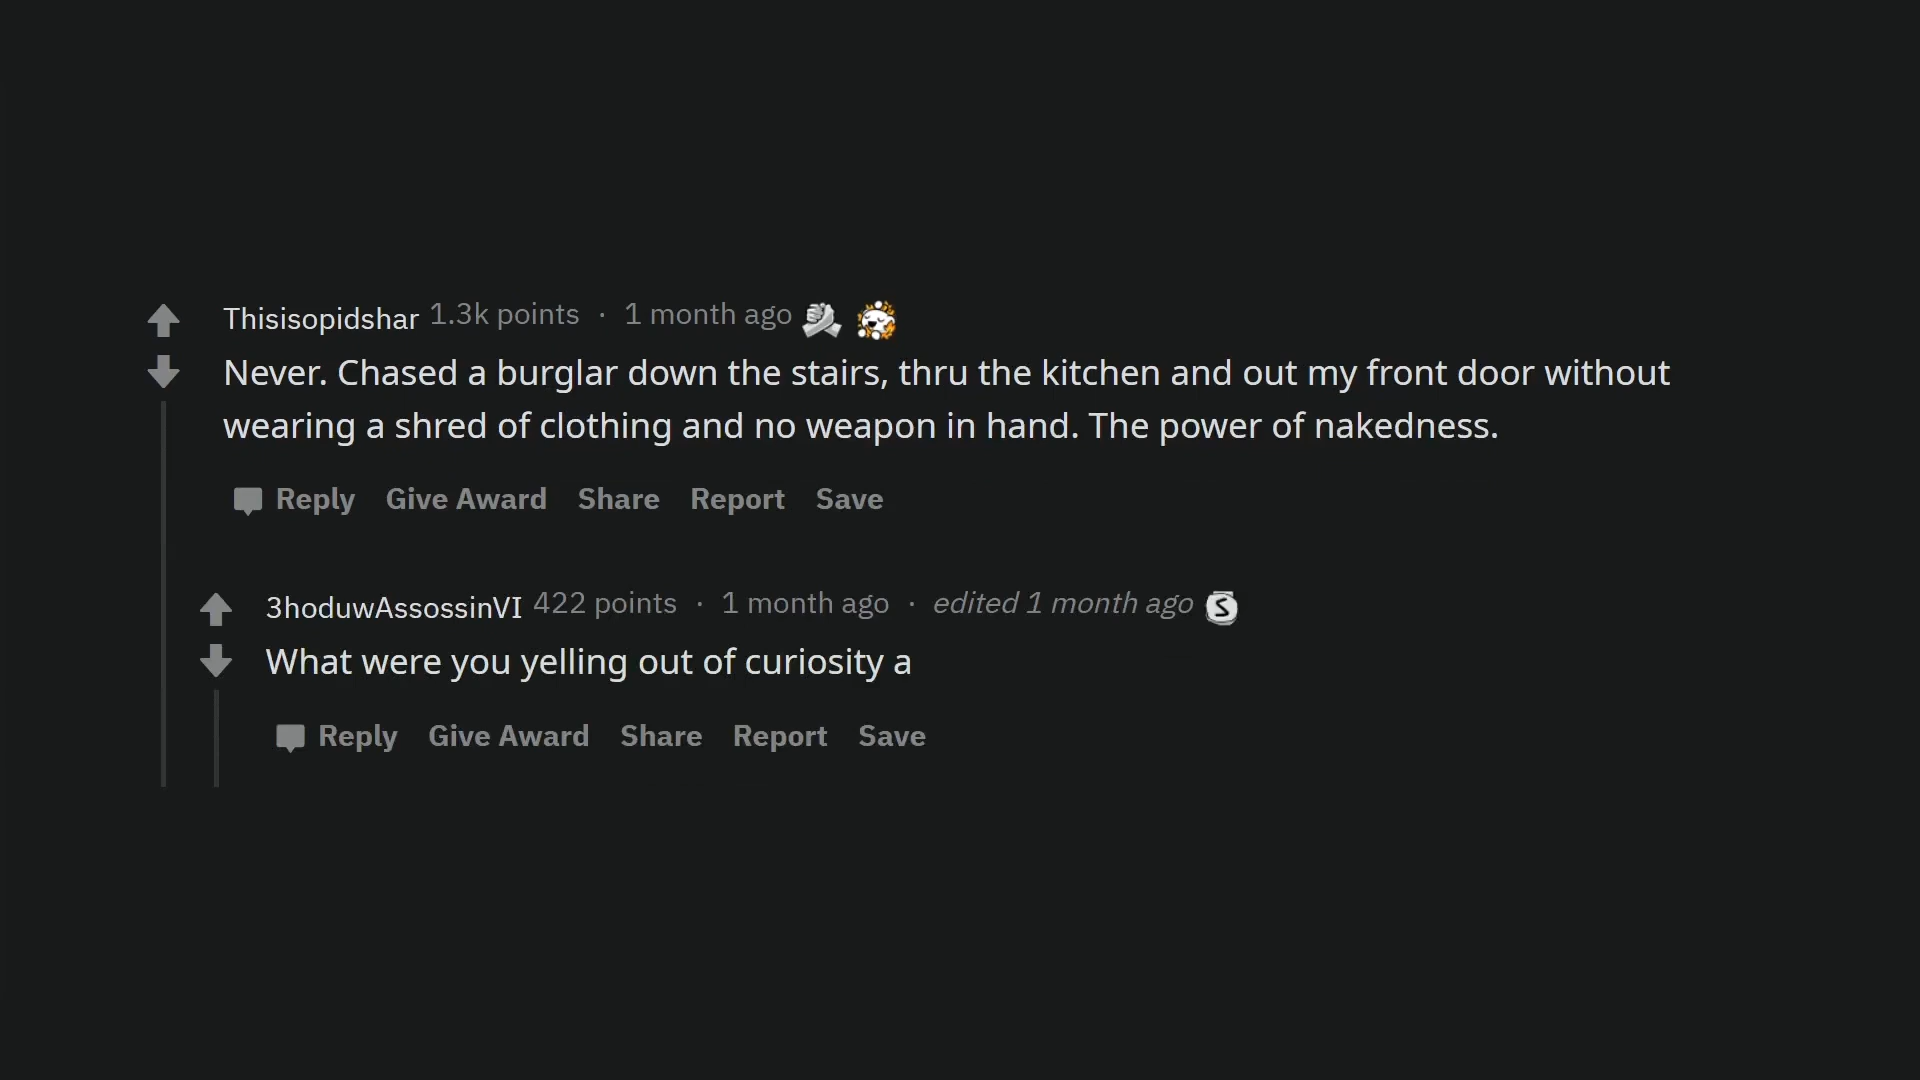 Thisisopidshar 1.3k points · 1 month ago
Never. Chased a burglar down the stairs, thru the kitchen and out my front door without
wearing a shred of clothing and no weapon in hand. The power of nakedness.
Reply Give Award Share Report Save
3hoduwAssossinVI 422 points · 1 month ago · edited 1 month ago S
What were you yelling out of curiosity a
Reply Give Award Share Report Save